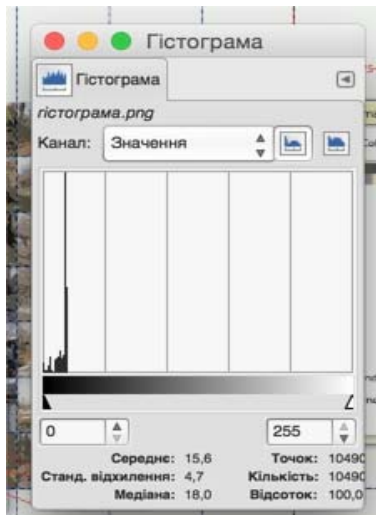 Гістограма
Гістограма
гістограма.png
Канал: Значення
0 255
Середнє: 15,6 Точок: 10490
Станд. відхилення: 4,7 Кількість: 10490
Медіана: 18,0 Відсоток: 100,0